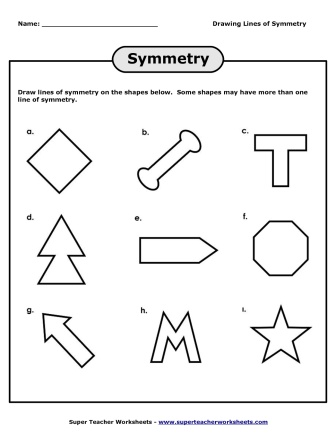 Name: ______________________________ Drawing Lines of Symmetry
Symmetry
Draw lines of symmetry on the shapes below. Some shapes may have more than one
line of symmetry.
a. b. c.
d. e. f.
g. h. i.
Super Teacher Worksheets - www.superteacherworksheets.com